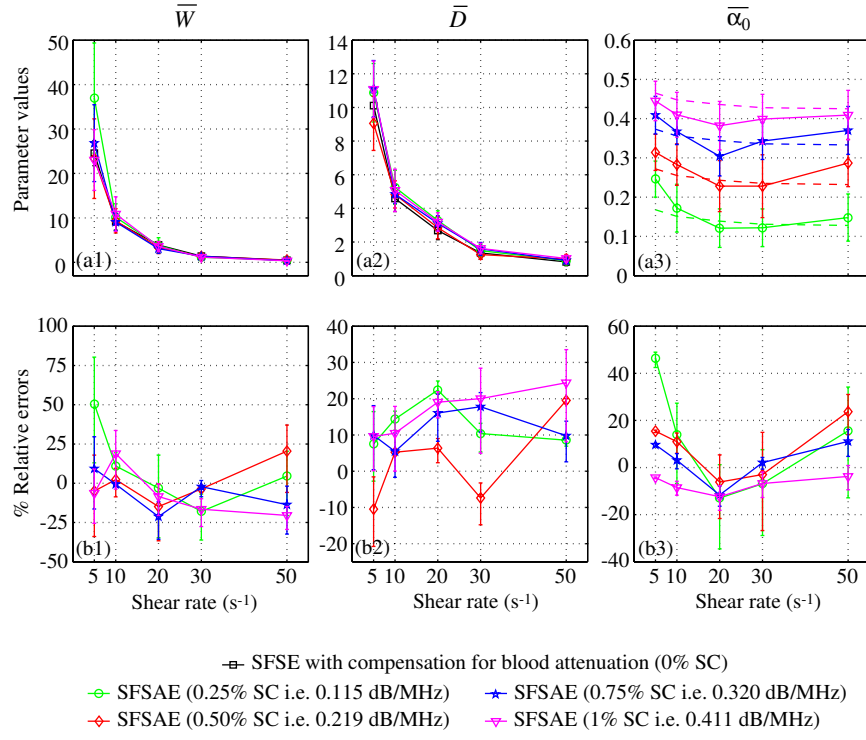 W̅ D̅ α₀̅
Parameter values
50
40
30
20
10
0
(a1)
14
12
10
8
6
4
2
0
(a2)
0.6
0.5
0.4
0.3
0.2
0.1
0
(a3)
% Relative errors
100
75
50
25
0
-25
-50
(b1)
40
30
20
10
0
-10
-20
(b2)
60
40
20
0
-20
-40
(b3)
5 10 20 30 50
5 10 20 30 50
5 10 20 30 50
Shear rate (s⁻¹) Shear rate (s⁻¹) Shear rate (s⁻¹)
SFSE with compensation for blood attenuation (0% SC)
SFSAE (0.25% SC i.e. 0.115 dB/MHz) SFSAE (0.75% SC i.e. 0.320 dB/MHz)
SFSAE (0.50% SC i.e 0.219 dB/MHz) SFSAE (1% SC i.e. 0.411 dB/MHz)